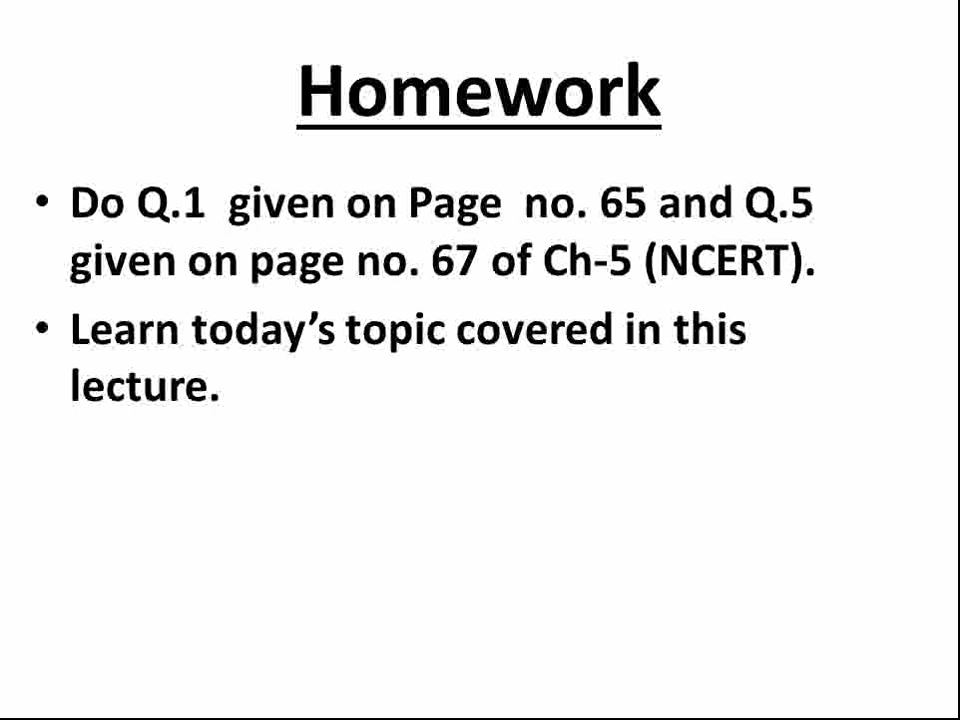 Homework
• Do Q.1 given on Page no. 65 and Q.5
given on page no. 67 of Ch-5 (NCERT).
• Learn today's topic covered in this
lecture.